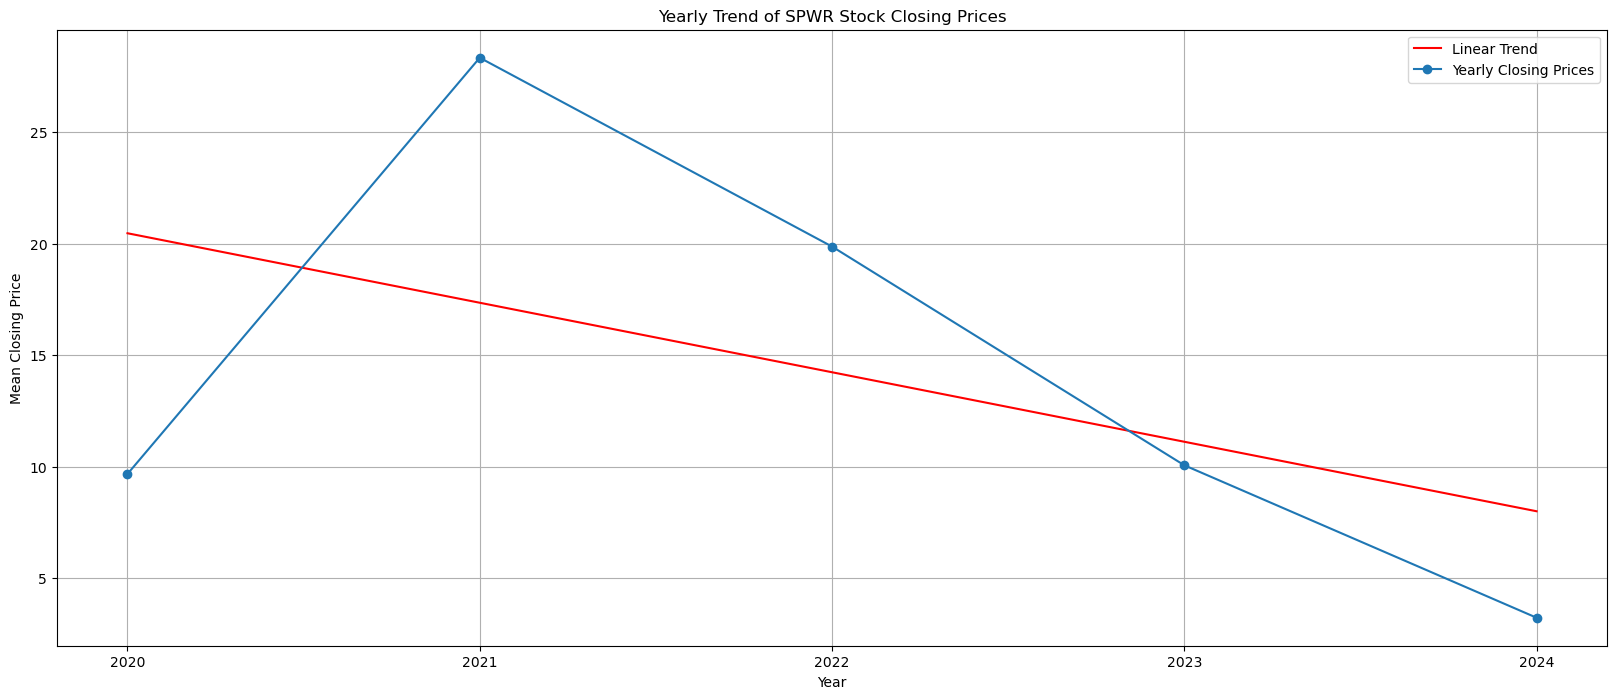 Yearly Trend of SPWR Stock Closing Prices
Linear Trend
Yearly Closing Prices
Mean Closing Price
25
20
15
10
5
2020 2021 2022 2023 2024
Year